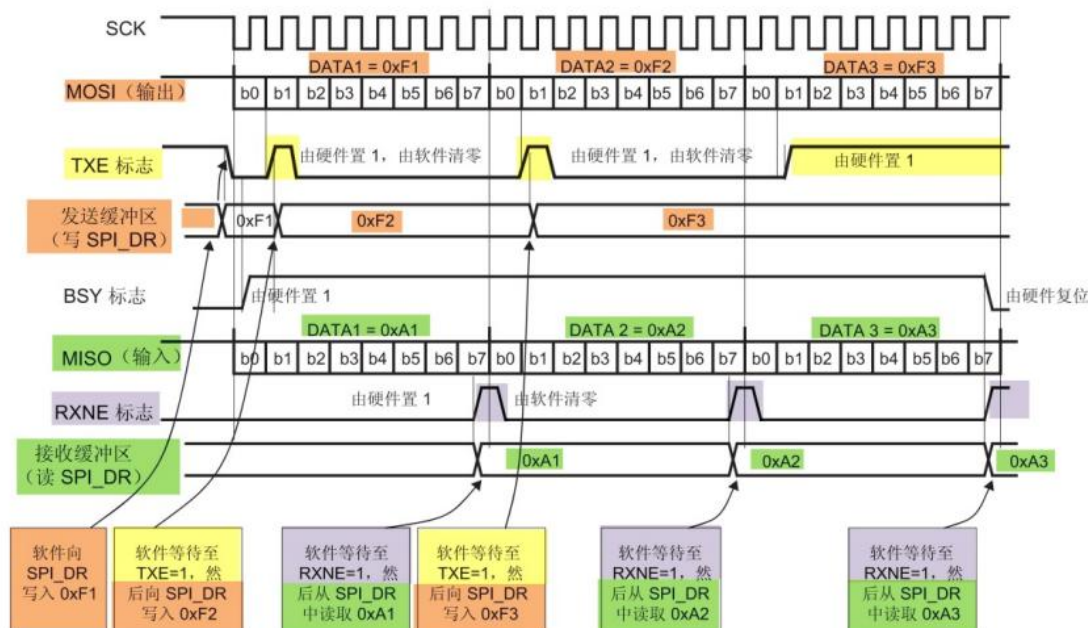 SCK
DATA1 = 0xF1 DATA2 = 0xF2 DATA3 = 0xF3
MOSI（输出） b0 b1 b2 b3 b4 b5 b6 b7 b0 b1 b2 b3 b4 b5 b6 b7 b0 b1 b2 b3 b4 b5 b6 b7
TXE 标志 由硬件置 1，由软件清零 由硬件置 1，由软件清零 由硬件置 1
发送缓冲区
（写 SPI_DR） 0xF1 0xF2 0xF3
BSY 标志 由硬件置 1 由硬件复位
DATA1 = 0xA1 DATA 2 = 0xA2 DATA 3 = 0xA3
MISO（输入） b0 b1 b2 b3 b4 b5 b6 b7 b0 b1 b2 b3 b4 b5 b6 b7 b0 b1 b2 b3 b4 b5 b6 b7
RXNE 标志 由硬件置 1 由软件清零
接收缓冲区
（读 SPI_DR） 0xA1 0xA2 0xA3
软件向
SPI_DR
写入 0xF1
软件等待至
TXE=1，然
后向 SPI_DR
写入 0xF2
软件等待至
RXNE=1，然
后从 SPI_DR
中读取 0xA1
软件等待至
TXE=1，然
后向 SPI_DR
写入 0xF3
软件等待至
RXNE=1，然
后从 SPI_DR
中读取 0xA2
软件等待至
RXNE=1，然
后从 SPI_DR
中读取 0xA3